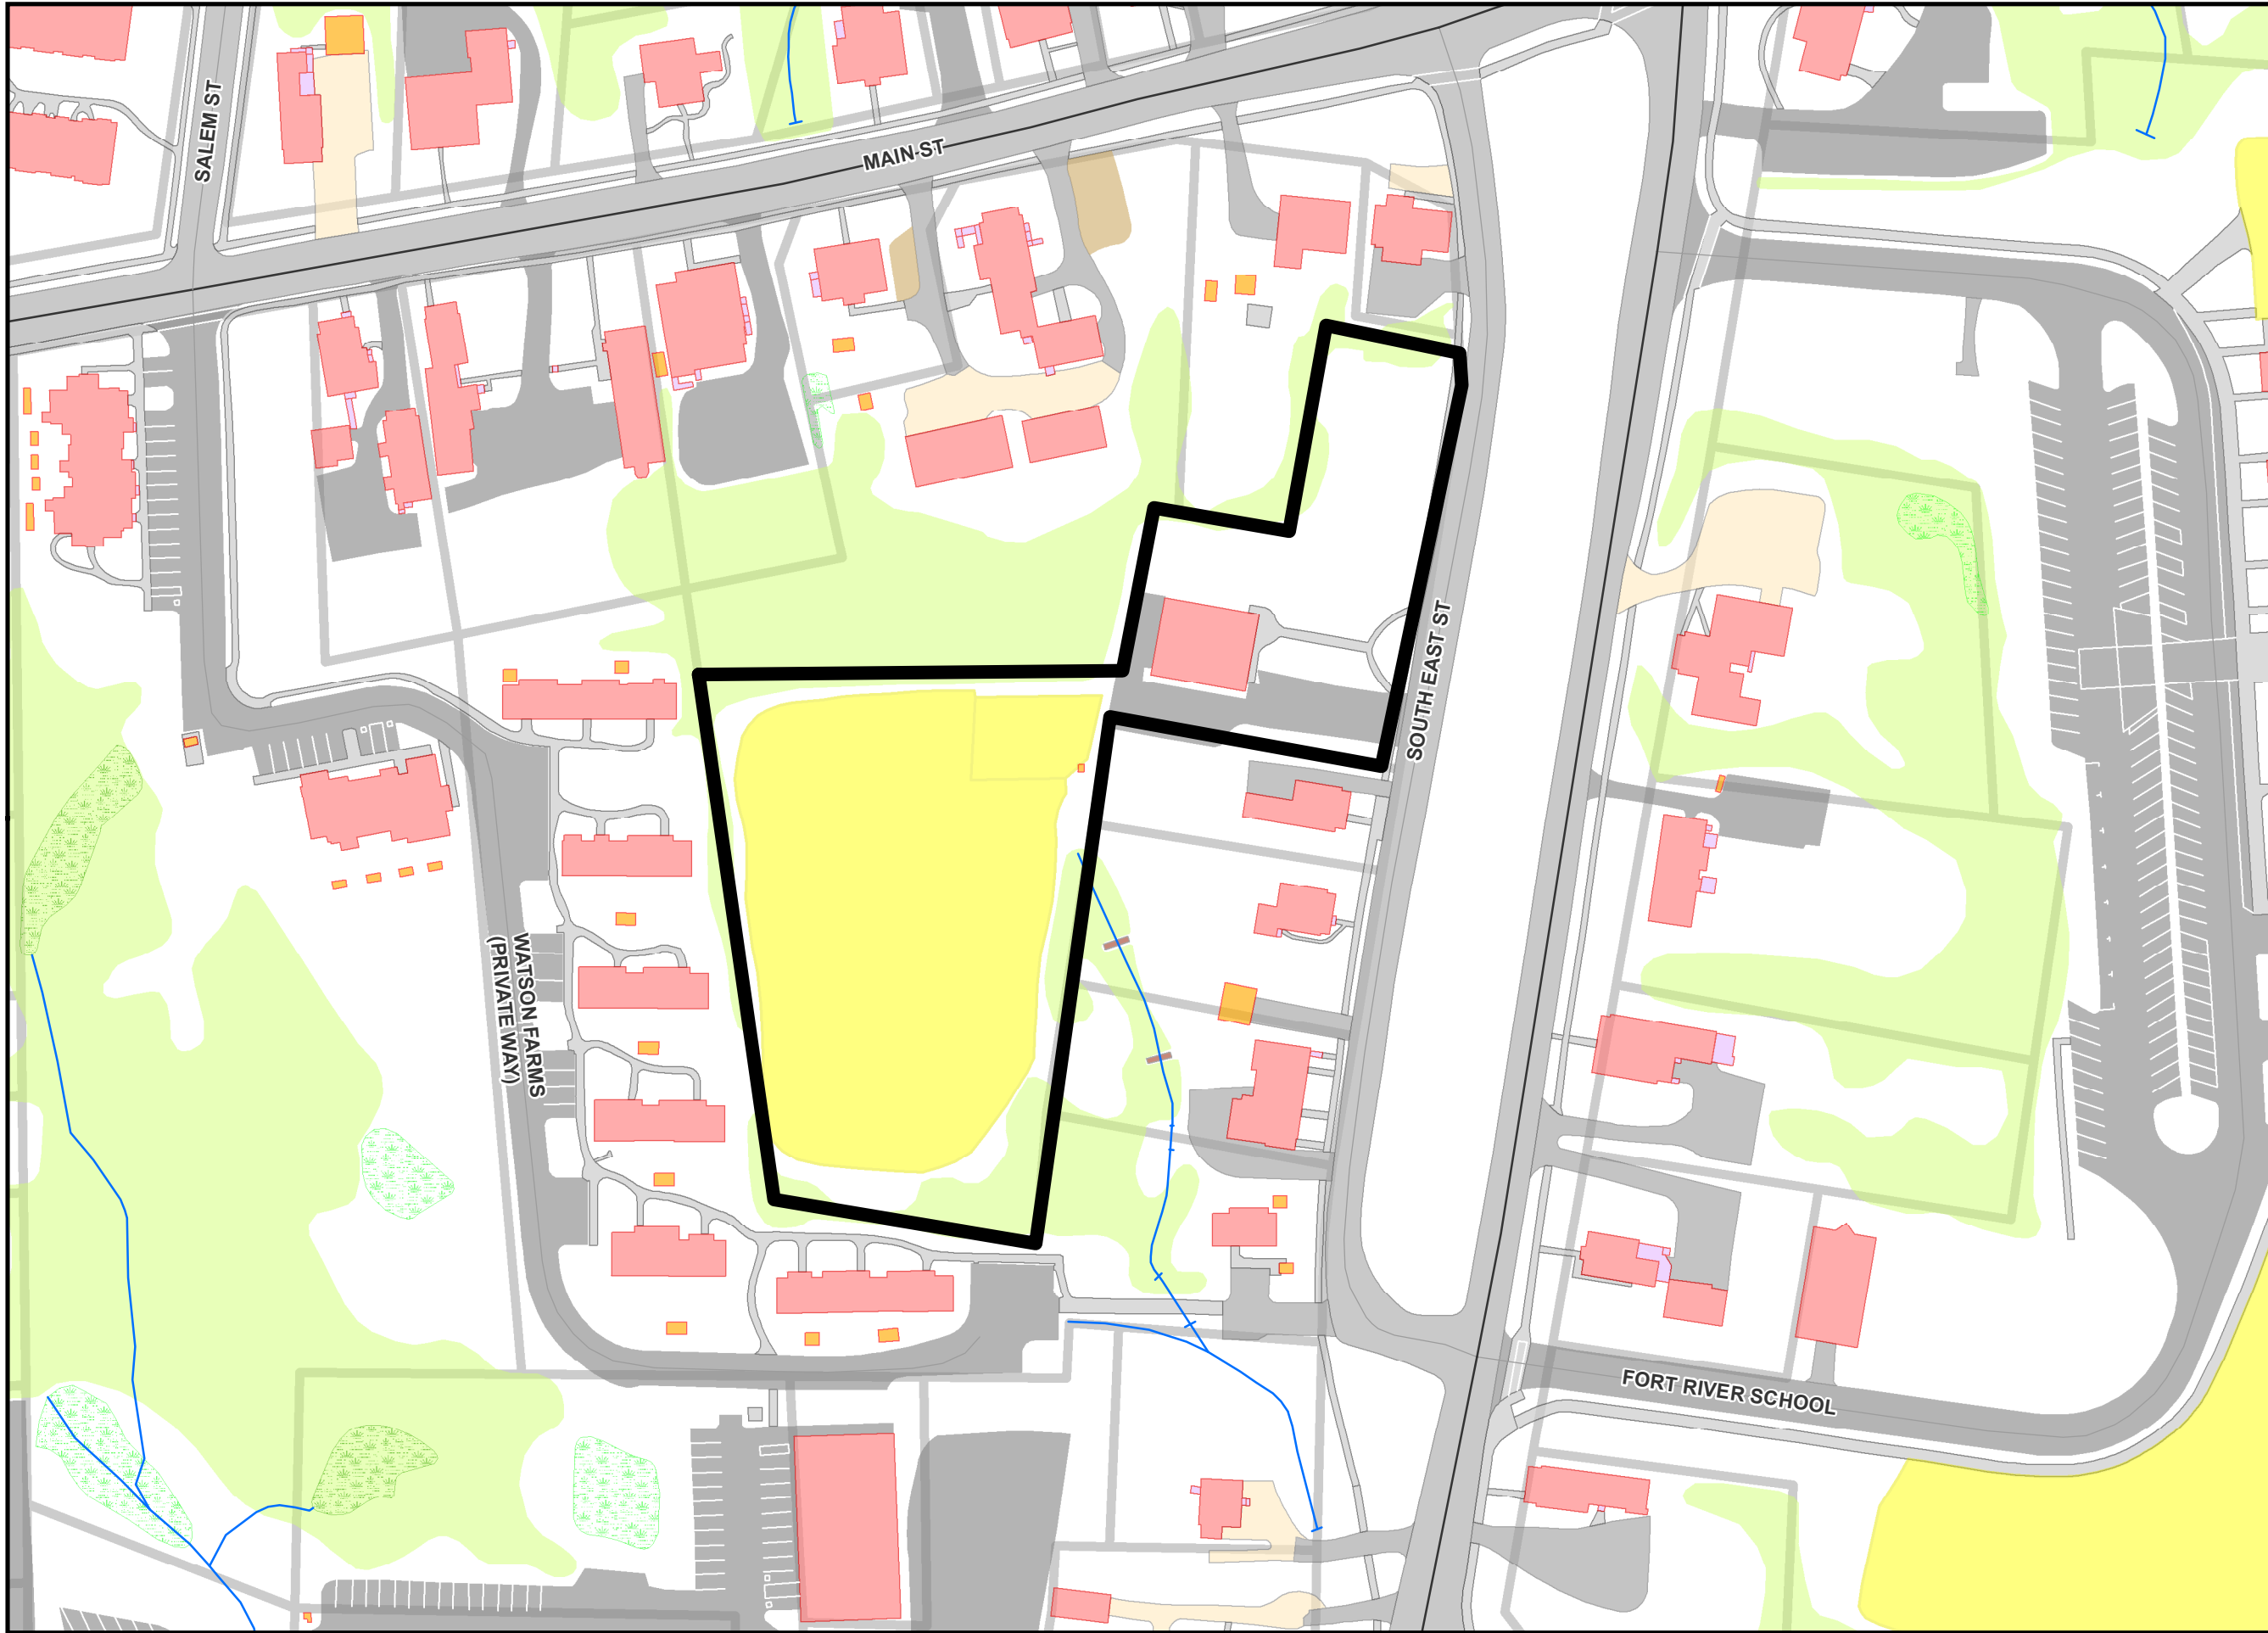 SALEM ST
MAIN ST
SOUTH EAST ST
WATSON FARMS
(PRIVATE WAY)
FORT RIVER SCHOOL